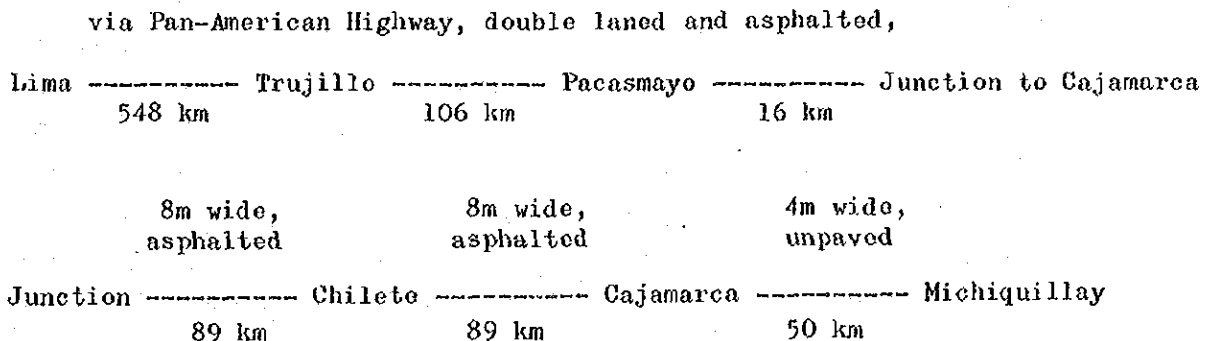 via Pan-American Highway, double laned and asphalted,
Lima ---------- Trujillo ---------- Pacasmayo ---------- Junction to Cajamarca
548 km 106 km 16 km
8m wide, 8m wide, 4m wide,
asphalted asphalted unpaved
Junction ---------- Chilete ---------- Cajamarca ---------- Michiquillay
89 km 89 km 50 km